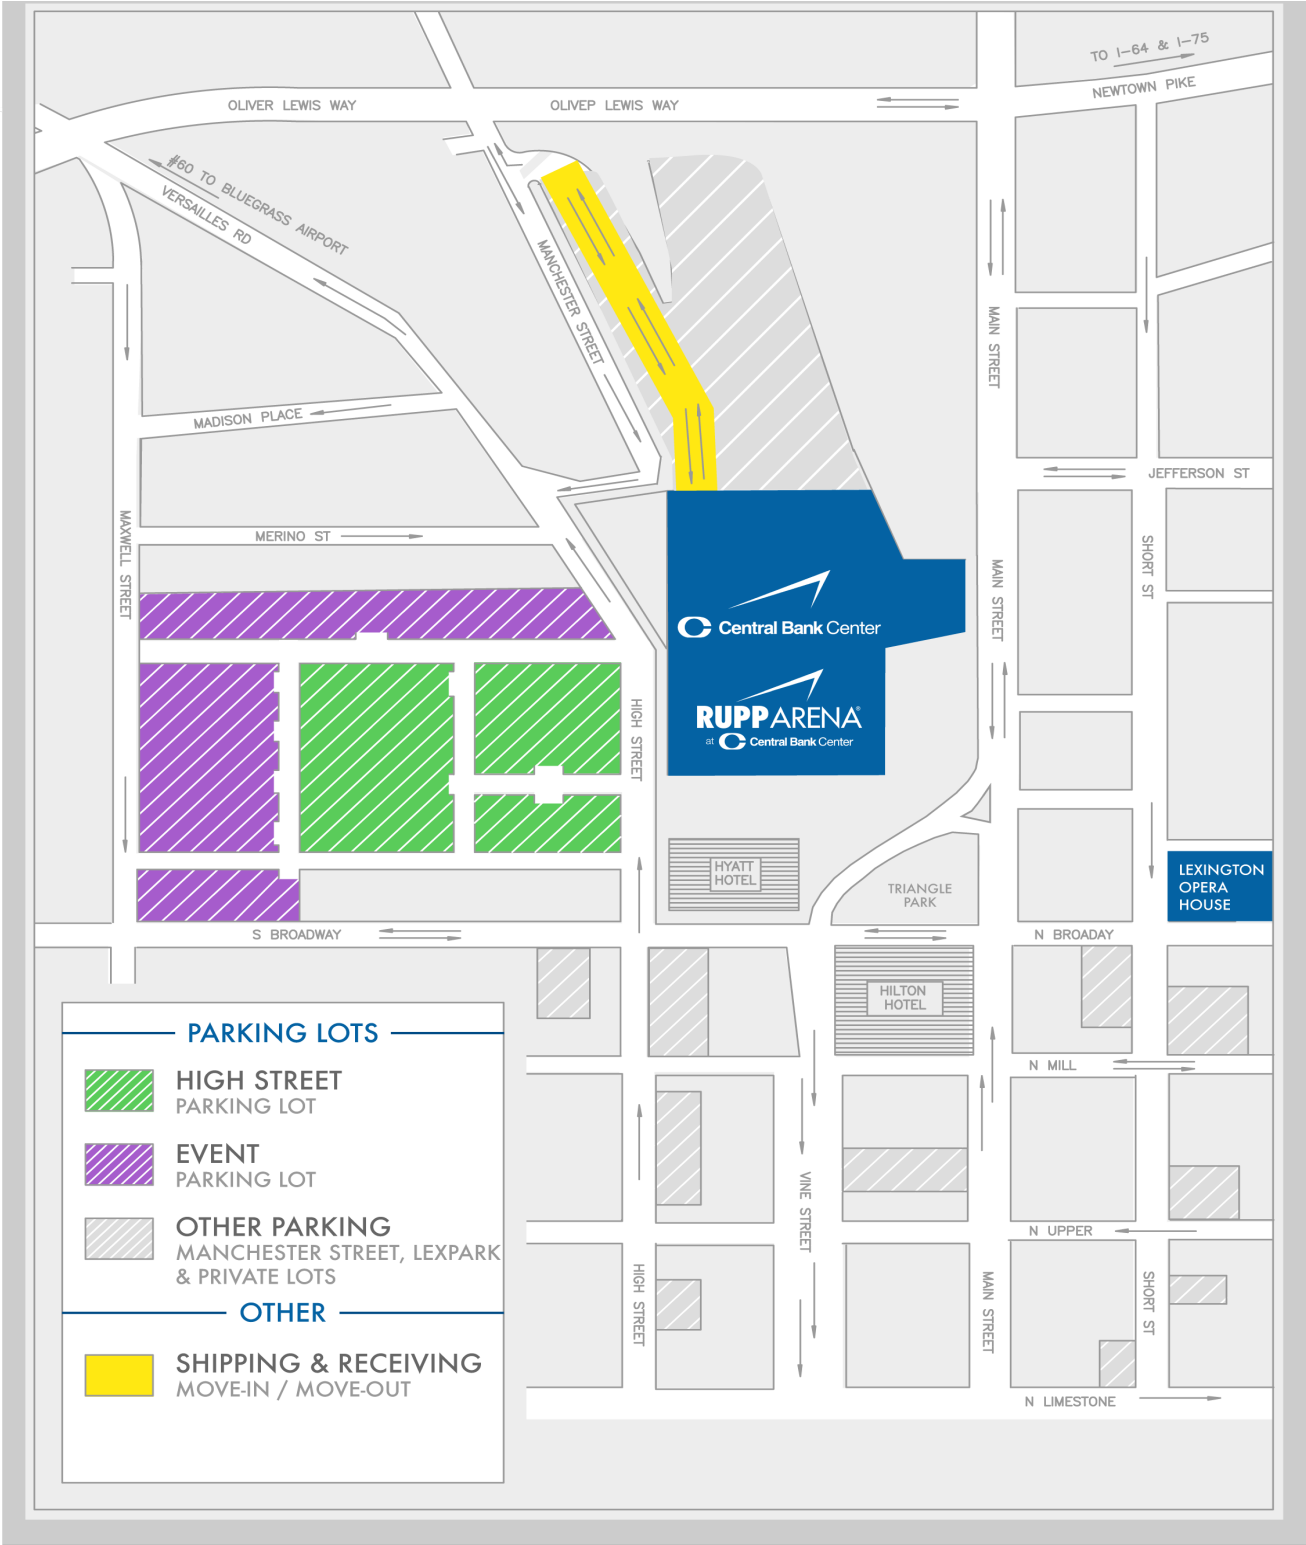 TO I-64 & I-75
NEWTOWN PIKE
OLIVER LEWIS WAY
OLIVEP LEWIS WAY
#60 TO BLUEGRASS AIRPORT
VERSAILLES RD
MANCHESTER STREET
MAIN STREET
MADISON PLACE
JEFFERSON ST
MAXWELL STREET
MERINO ST
SHORT ST
MAIN STREET
Central Bank Center
RUPP ARENA®
at Central Bank Center
HIGH STREET
HYATT
HOTEL
TRIANGLE
PARK
LEXINGTON
OPERA
HOUSE
S BROADWAY
N BROADAY
HILTON
HOTEL
N MILL
VINE STREET
N UPPER
HIGH STREET
MAIN STREET
SHORT ST
N LIMESTONE
PARKING LOTS
HIGH STREET
PARKING LOT
EVENT
PARKING LOT
OTHER PARKING
MANCHESTER STREET, LEXPARK
& PRIVATE LOTS
OTHER
SHIPPING & RECEIVING
MOVE-IN / MOVE-OUT